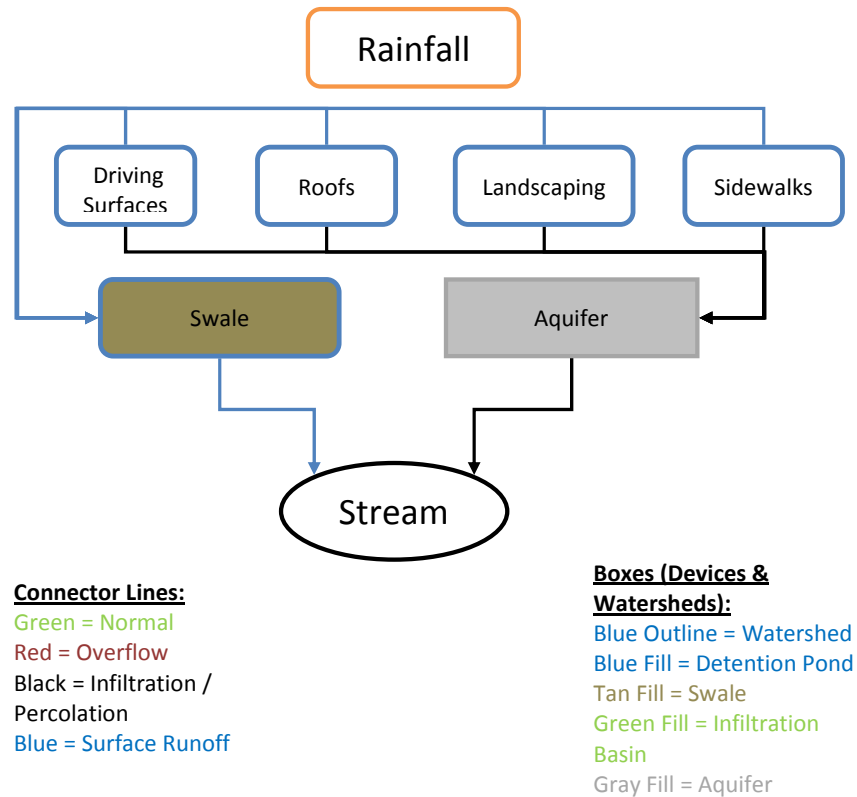 Rainfall
Driving
Surfaces
Roofs
Landscaping
Sidewalks
Swale
Aquifer
Stream
Connector Lines:
Green = Normal
Red = Overflow
Black = Infiltration /
Percolation
Blue = Surface Runoff
Boxes (Devices &
Watersheds):
Blue Outline = Watershed
Blue Fill = Detention Pond
Tan Fill = Swale
Green Fill = Infiltration
Basin
Gray Fill = Aquifer